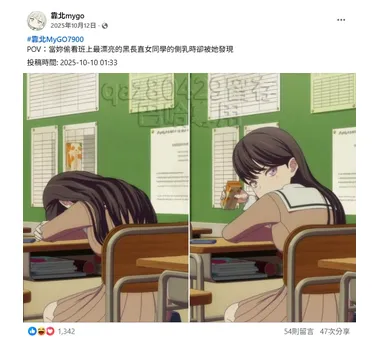 靠北mygo
2025年10月12日
#靠北MyGO7900
POV：當妳偷看班上最漂亮的黑長直女同學的側乳時卻被她發現
投稿時間: 2025-10-10 01:33
1,342
54則留言
47次分享